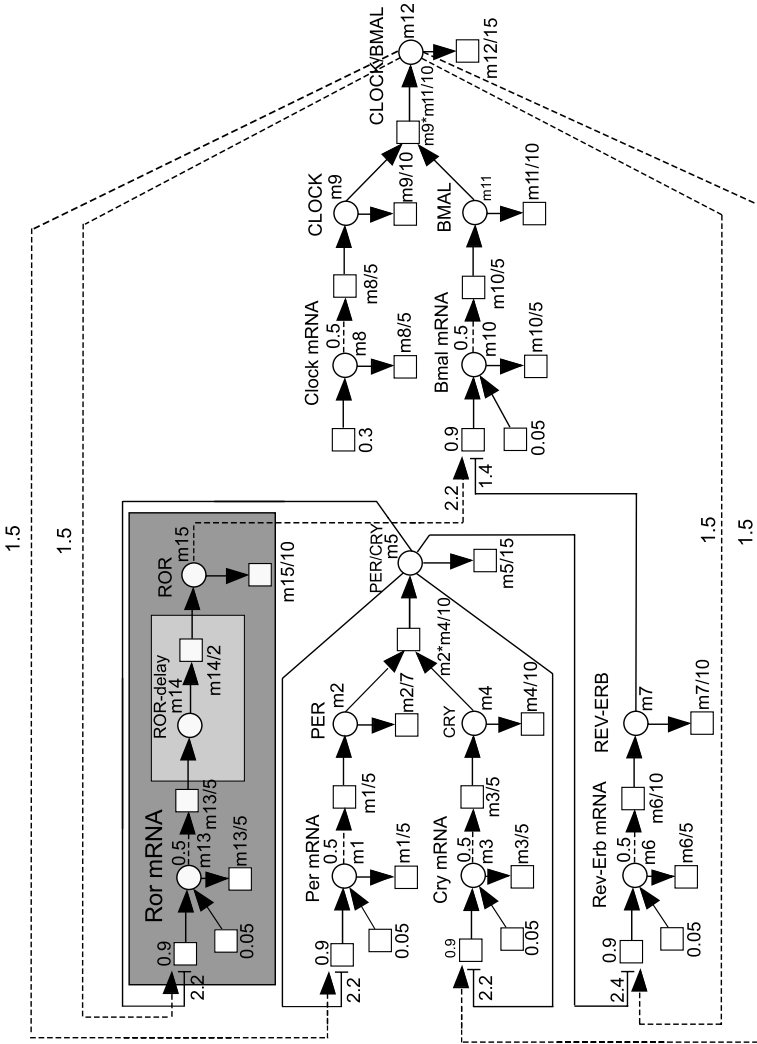 1.5
1.5
Ror mRNA
0.9
2.2
0.05
0.5
m13
m13/5
m13/5
ROR-delay
m14
m14/2
ROR
m15
m15/10
Per mRNA
0.9
2.2
0.05
0.5
m1
m1/5
m1/5
PER
m2
m2/7
Cry mRNA
0.9
2.2
0.05
0.5
m3
m3/5
m3/5
CRY
m4
m4/10
m2*m4/10
PER/CRY
m5
m5/15
Rev-Erb mRNA
0.9
2.4
0.05
0.5
m6
m6/5
m6/10
REV-ERB
m7
m7/10
Clock mRNA
0.3
0.5
m8
m8/5
m8/5
CLOCK
m9
m9/10
Bmal mRNA
2.2
1.4
0.9
0.05
0.5
m10
m10/5
m10/5
BMAL
m11
m11/10
m9*m11/10
CLOCK/BMAL
m12
m12/15
1.5
1.5